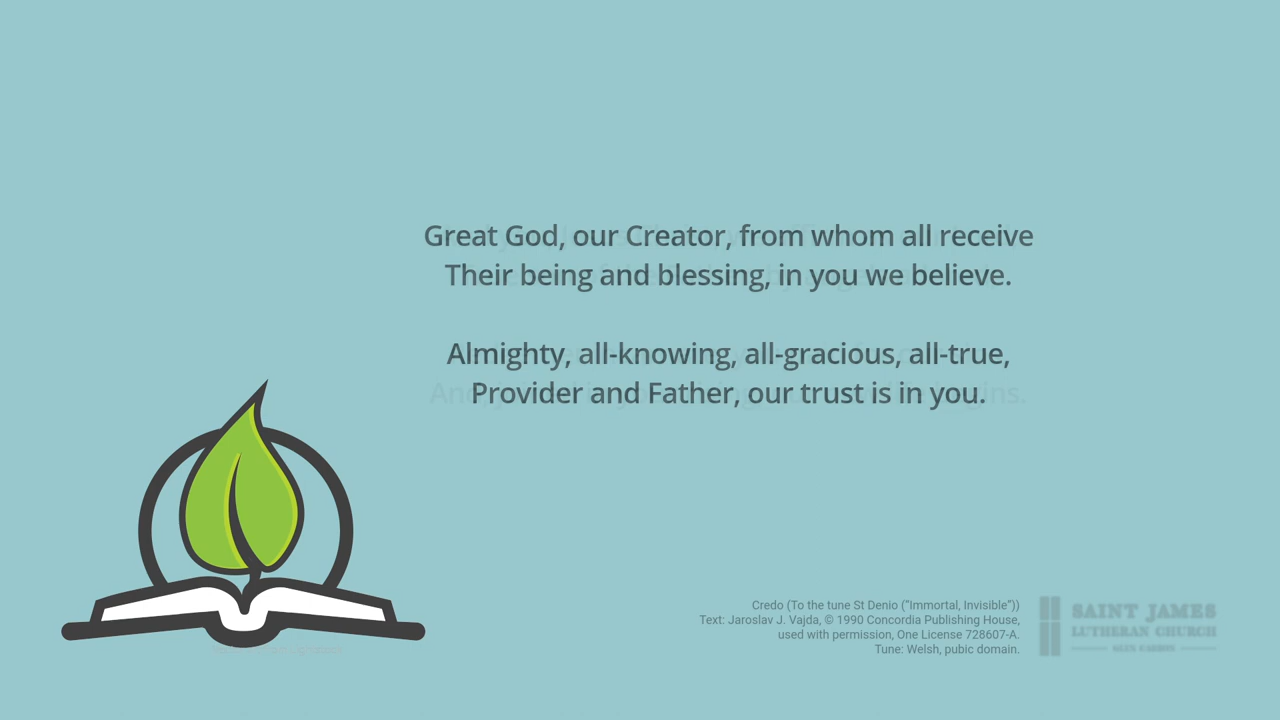 Great God, our Creator, from whom all receive
Their being and blessing, in you we believe.
Almighty, all-knowing, all-gracious, all-true,
Provider and Father, our trust is in you.
Credo (To the tune St Denio ("Immortal, Invisible"))
Text: Jaroslav J. Vajda, © 1990 Concordia Publishing House,
used with permission, One License 728607-A.
Tune: Welsh, pubic domain.
SAINT JAMES
LUTHERAN CHURCH